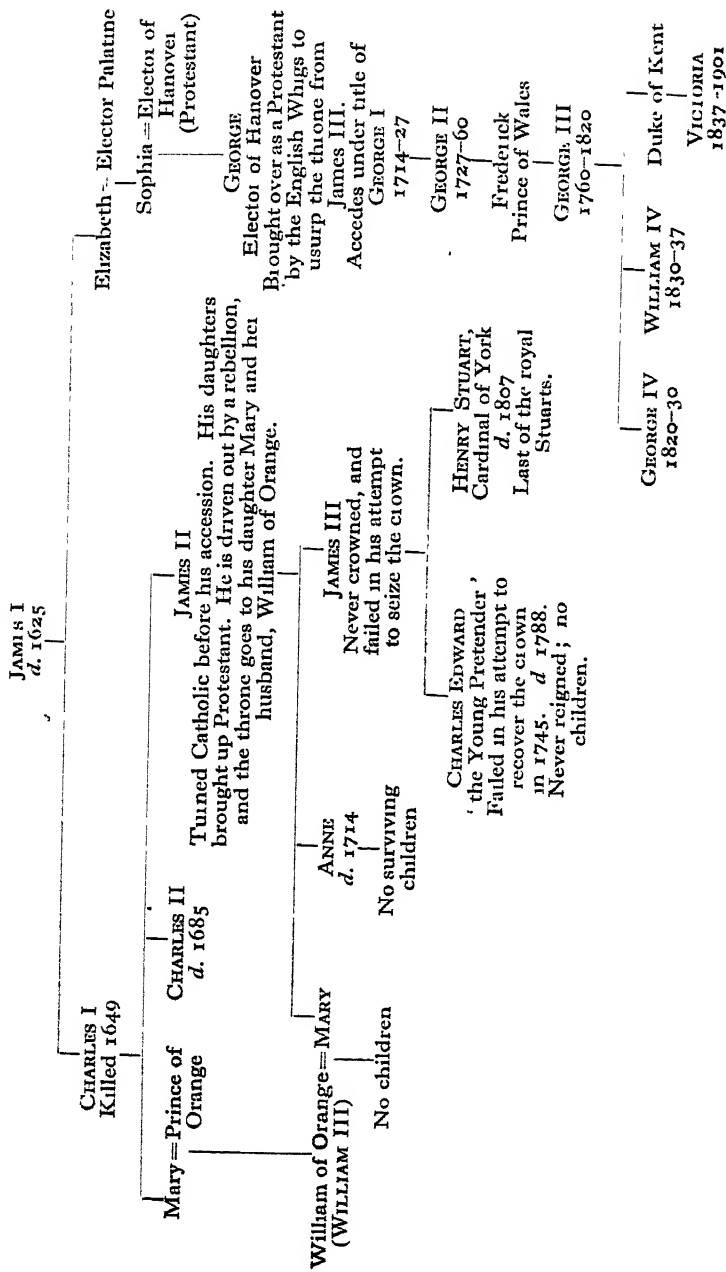 JAMES I
d. 1625
CHARLES I
Killed 1649
Elizabeth = Elector Palatine
Sophia = Elector of
Hanover
(Protestant)
Mary=Prince of
Orange
CHARLES II
d. 1685
JAMES II
Turned Catholic before his accession. His daughters
brought up Protestant. He is driven out by a rebellion,
and the throne goes to his daughter Mary and her
husband, William of Orange.
GEORGE
Elector of Hanover
Brought over as a Protestant
by the English Whigs to
usurp the throne from
James III.
Accedes under title of
GEORGE I
1714-27
William of Orange=MARY
(WILLIAM III)
No children
ANNE
d. 1714
No surviving
children
JAMES III
Never crowned, and
failed in his attempt
to seize the crown.
GEORGE II
1727-60
Frederick
Prince of Wales
CHARLES EDWARD
‘the Young Pretender’
Failed in his attempt to
recover the crown
in 1745. d 1788.
Never reigned; no
children.
HENRY STUART,
Cardinal of York
d. 1807
Last of the royal
Stuarts.
GEORGE III
1760-1820
GEORGE IV
1820-30
WILLIAM IV
1830-37
Duke of Kent
VICTORIA
1837-1901